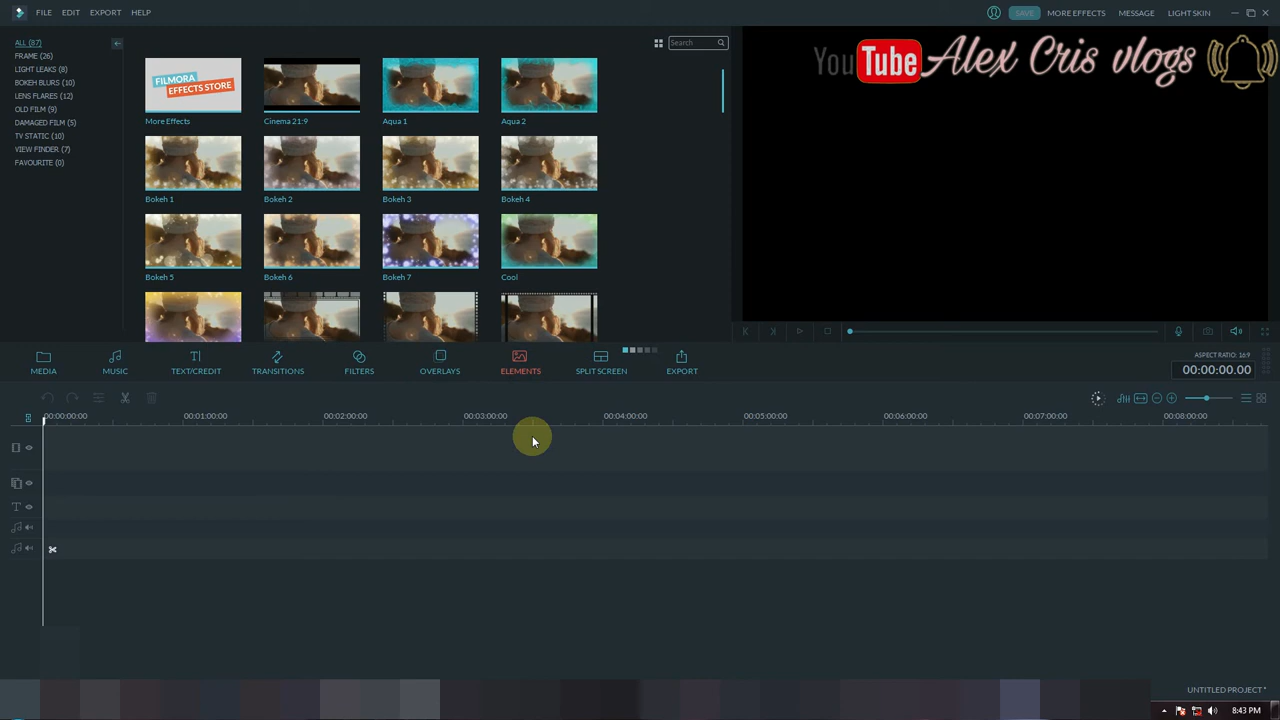 FILE EDIT EXPORT HELP
SAVE MORE EFFECTS MESSAGE LIGHT SKIN
ALL (87)
FRAME (26)
LIGHT LEAKS (8)
BOKEH BLURS (10)
LENS FLARES (12)
OLD FILM (9)
DAMAGED FILM (5)
TV STATIC (10)
VIEW FINDER (7)
FAVOURITE (0)
Search
FILMORA
EFFECTS STORE
More Effects Cinema 21:9 Aqua 1 Aqua 2
Bokeh 1 Bokeh 2 Bokeh 3 Bokeh 4
Bokeh 5 Bokeh 6 Bokeh 7 Cool
YouTube Alex Cris vlogs
MEDIA MUSIC TEXT/CREDIT TRANSITIONS FILTERS OVERLAYS ELEMENTS SPLIT SCREEN EXPORT
ASPECT RATIO: 16:9
00:00:00.00
00:00:00:00 00:01:00:00 00:02:00:00 00:03:00:00 00:04:00:00 00:05:00:00 00:06:00:00 00:07:00:00 00:08:00:00
UNTITLED PROJECT *
8:43 PM